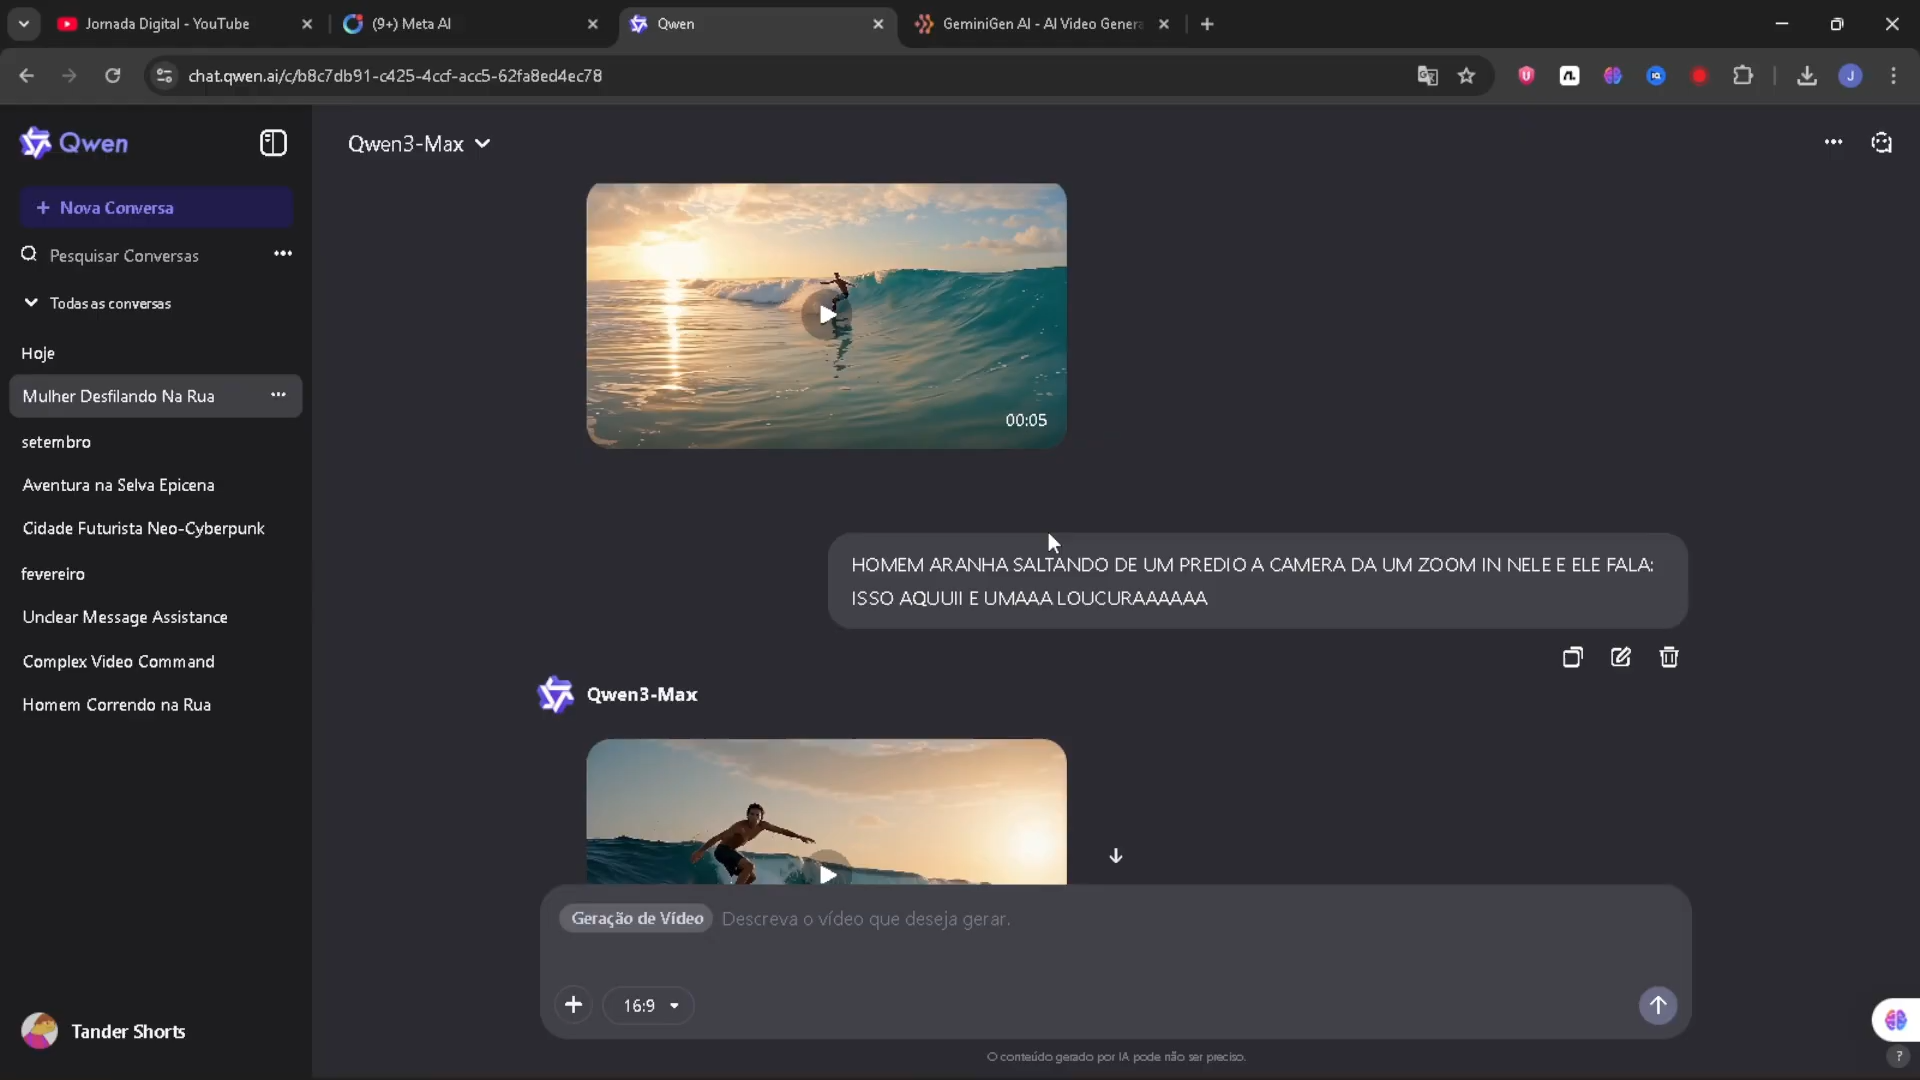 Jornada Digital - YouTube
(9+) Meta AI
Qwen
GeminiGen AI - AI Video Genera
chat.qwen.ai/c/b8c7db91-c425-4ccf-acc5-62fa8ed4ec78
J
Qwen
Qwen3-Max
Nova Conversa
Pesquisar Conversas
Todas as conversas
Hoje
Mulher Desfilando Na Rua
setembro
Aventura na Selva Epicena
Cidade Futurista Neo-Cyberpunk
fevereiro
Unclear Message Assistance
Complex Video Command
Homem Correndo na Rua
Tander Shorts
00:05
HOMEM ARANHA SALTANDO DE UM PREDIO A CAMERA DA UM ZOOM IN NELE E ELE FALA:
ISSO AQUUII E UMAAA LOUCURAAAAAA
Qwen3-Max
Geração de Vídeo Descreva o vídeo que deseja gerar.
16:9
O conteúdo gerado por IA pode não ser preciso.
?